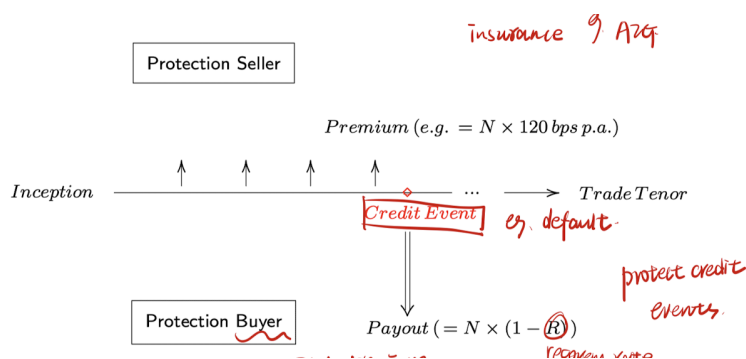 insurance
Protection Seller
Premium (e.g. = N × 120 bps p.a.)
Inception
...
Trade Tenor
Credit Event
eg. default.
protect credit
events.
Protection Buyer
Payout (= N × (1 − R))
recovery rate